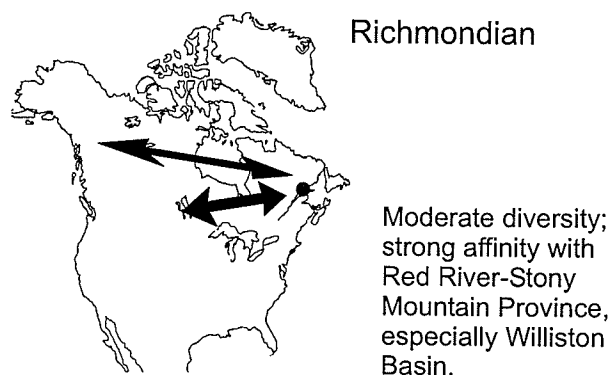 Richmondian
Moderate diversity;
strong affinity with
Red River-Stony
Mountain Province,
especially Williston
Basin.